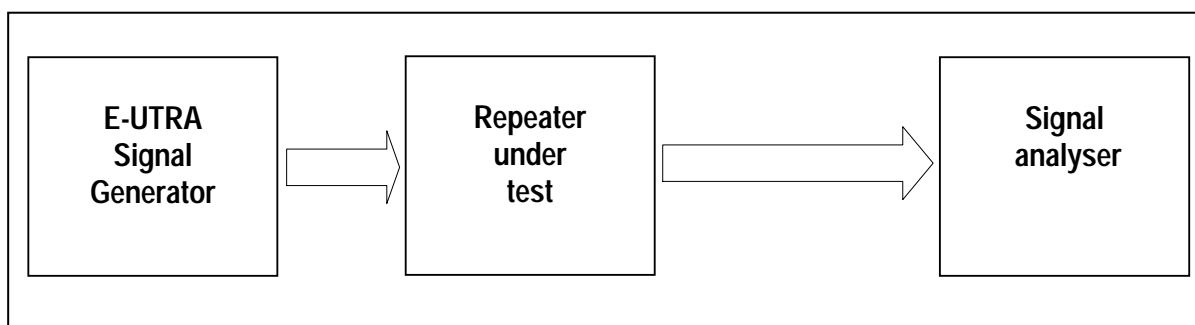 E-UTRA
Signal
Generator
Repeater
under
test
Signal
analyser